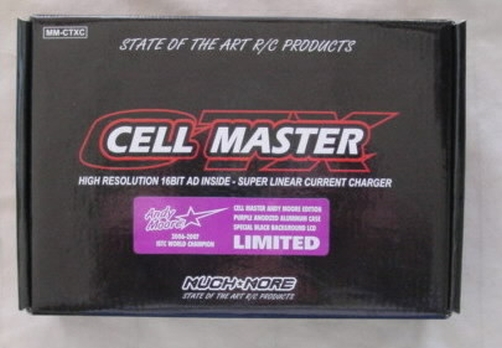 MM-CTXC
STATE OF THE ART R/C PRODUCTS
CTX
CELL MASTER
HIGH RESOLUTION 16BIT AD INSIDE - SUPER LINEAR CURRENT CHARGER
Andy Moore
2006-2007
ISTC WORLD CHAMPION
CELL MASTER ANDY MOORE EDITION
PURPLE ANODIZED ALUMINUM CASE
SPECIAL BLACK BACKGROUND LCD
LIMITED
MUCH MORE
STATE OF THE ART R/C PRODUCTS